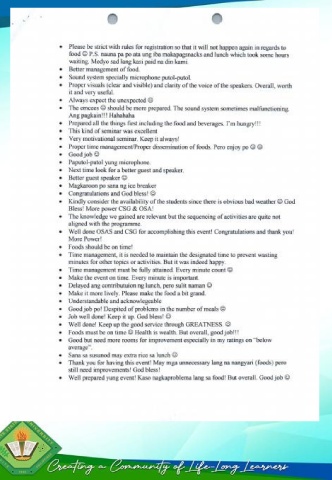 • Please be strict with rules for registration so that it will not happen again in regards to
food ☺ P.S. nauna pa po ata ung iba makapagsnacks and lunch which took some hours
waiting. Medyo sad lang kasi paid na din kami.
• Better management of food.
• Sound system specially microphone putol-putol.
• Proper visuals (clear and visible) and clarity of the voice of the speakers. Overall, worth
it and very useful.
• Always expect the unexpected ☺
• The emcees ☺ should be more prepared. The sound system sometimes malfunctioning.
Ang pagkain!!! Hahahaha
• Prepared all the things first including the food and beverages. I'm hungry!!!
• This kind of seminar was excellent
• Very motivational seminar. Keep it always!
• Proper time management/Proper dissemination of foods. Pero enjoy po ☺ ☺
• Good job ☺
• Paputol-putol yung microphone.
• Next time look for a better guest and speaker.
• Better guest speaker ☺
• Magkaroon po sana ng ice breaker
• Congratulations and God bless! ☺
• Kindly consider the availability of the students since there is obvious bad weather ☺ God
Bless! More power CSG & OSA!
• The knowledge we gained are relevant but the sequencing of activities are quite not
aligned with the programme.
• Well done OSAS and CSG for accomplishing this event! Congratulations and thank you!
More Power!
• Foods should be on time!
• Time management, it is needed to maintain the designated time to prevent wasting
minutes for other topics or activities. But it was indeed happy.
• Time management must be fully attained. Every minute count ☺
• Make the event on time. Every minute is important.
• Delayed ang contributuion ng lunch, pero sulit naman ☺
• Make it more lively. Please make the food a bit grand.
• Understandable and acknowlegeable
• Good job po! Despited of problems in the number of meals ☺
• Job well done! Keep it up. God bless! ☺
• Well done! Keep up the good service through GREATNESS. ☺
• Foods must be on time ☺ Health is wealth. But overall, good job!!!
• Good but need more rooms for improvement especially in my ratings on "below
average".
• Sana sa susunod may extra rice sa lunch ☺
• Thank you for having this event! May mga unnecessary lang na nangyari (foods) pero
still need improvements! God bless!
• Well prepared yung event! Kaso nagkaproblema lang sa food! But overall. Good job ☺
Creating a Community of Life-Long Learners